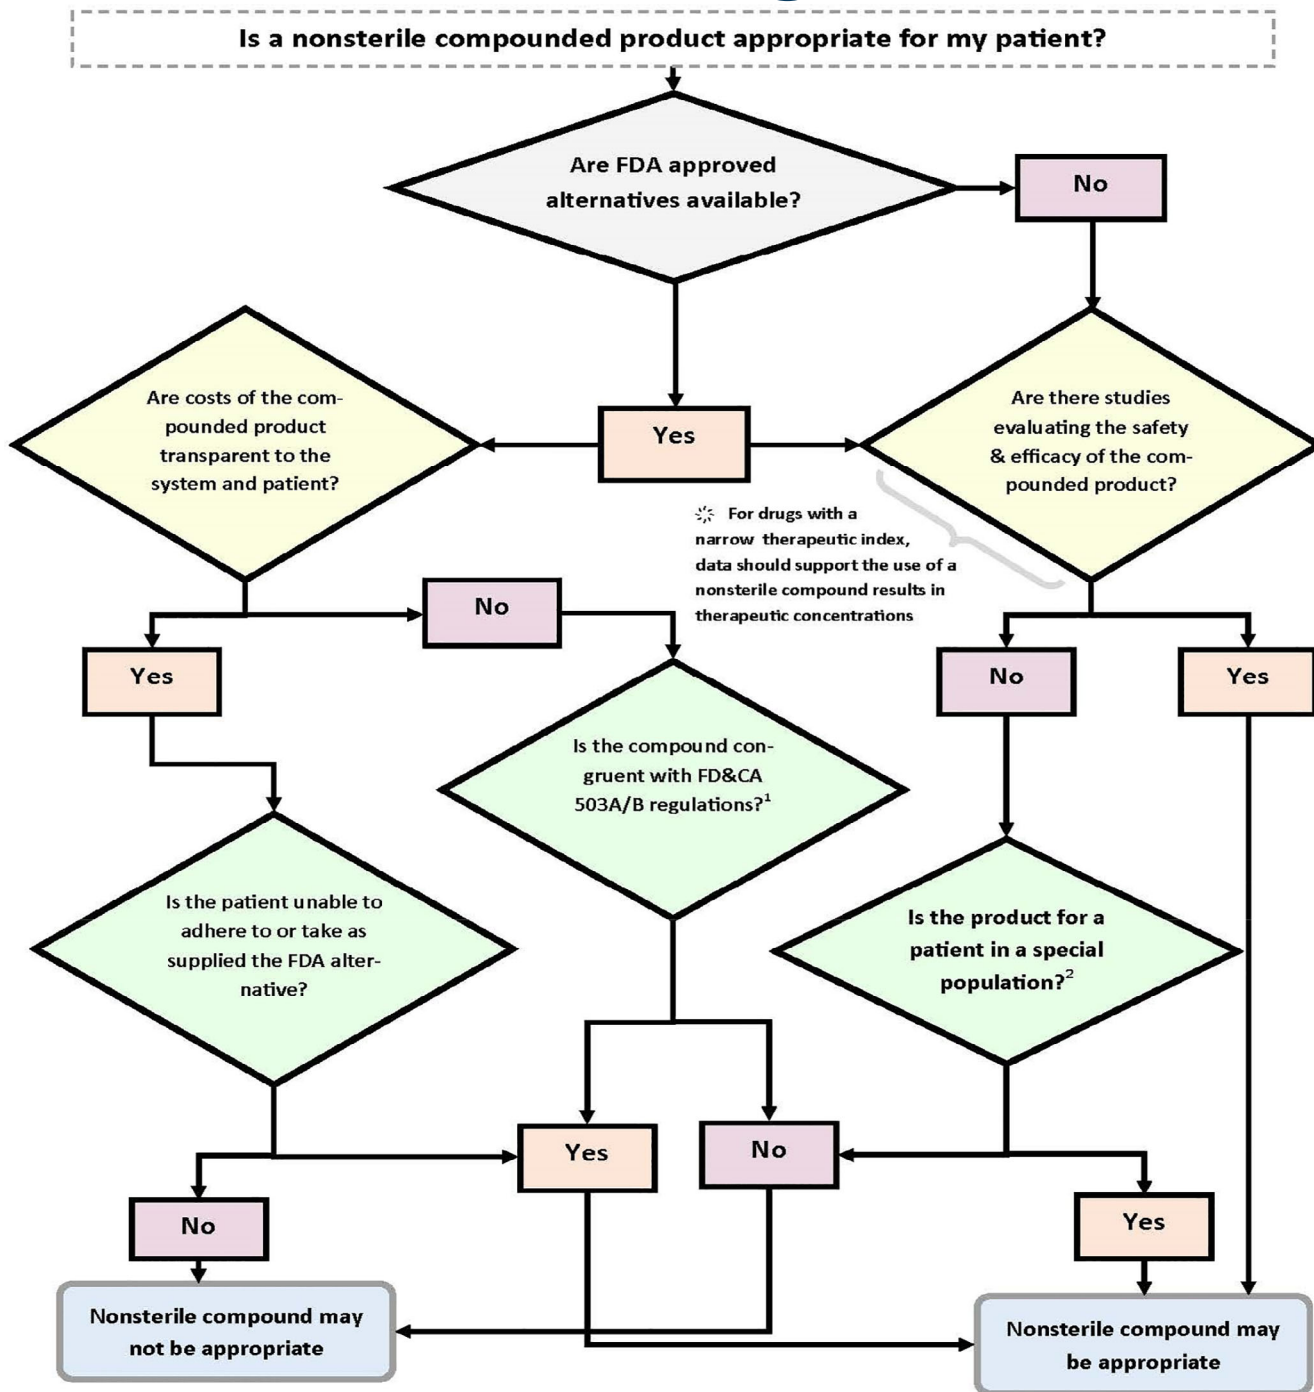 Is a nonsterile compounded product appropriate for my patient?
Are FDA approved
alternatives available?
No
Are costs of the com-
pounded product
transparent to the
system and patient?
Yes
Are there studies
evaluating the safety
& efficacy of the com-
pounded product?
For drugs with a
narrow therapeutic index,
data should support the use of a
nonsterile compound results in
therapeutic concentrations
No
Yes
No
Yes
Is the compound con-
gruent with FD&CA
503A/B regulations?¹
Is the patient unable to
adhere to or take as
supplied the FDA alter-
native?
Is the product for a
patient in a special
population?²
Yes
No
No
Yes
Nonsterile compound may
not be appropriate
Nonsterile compound may
be appropriate